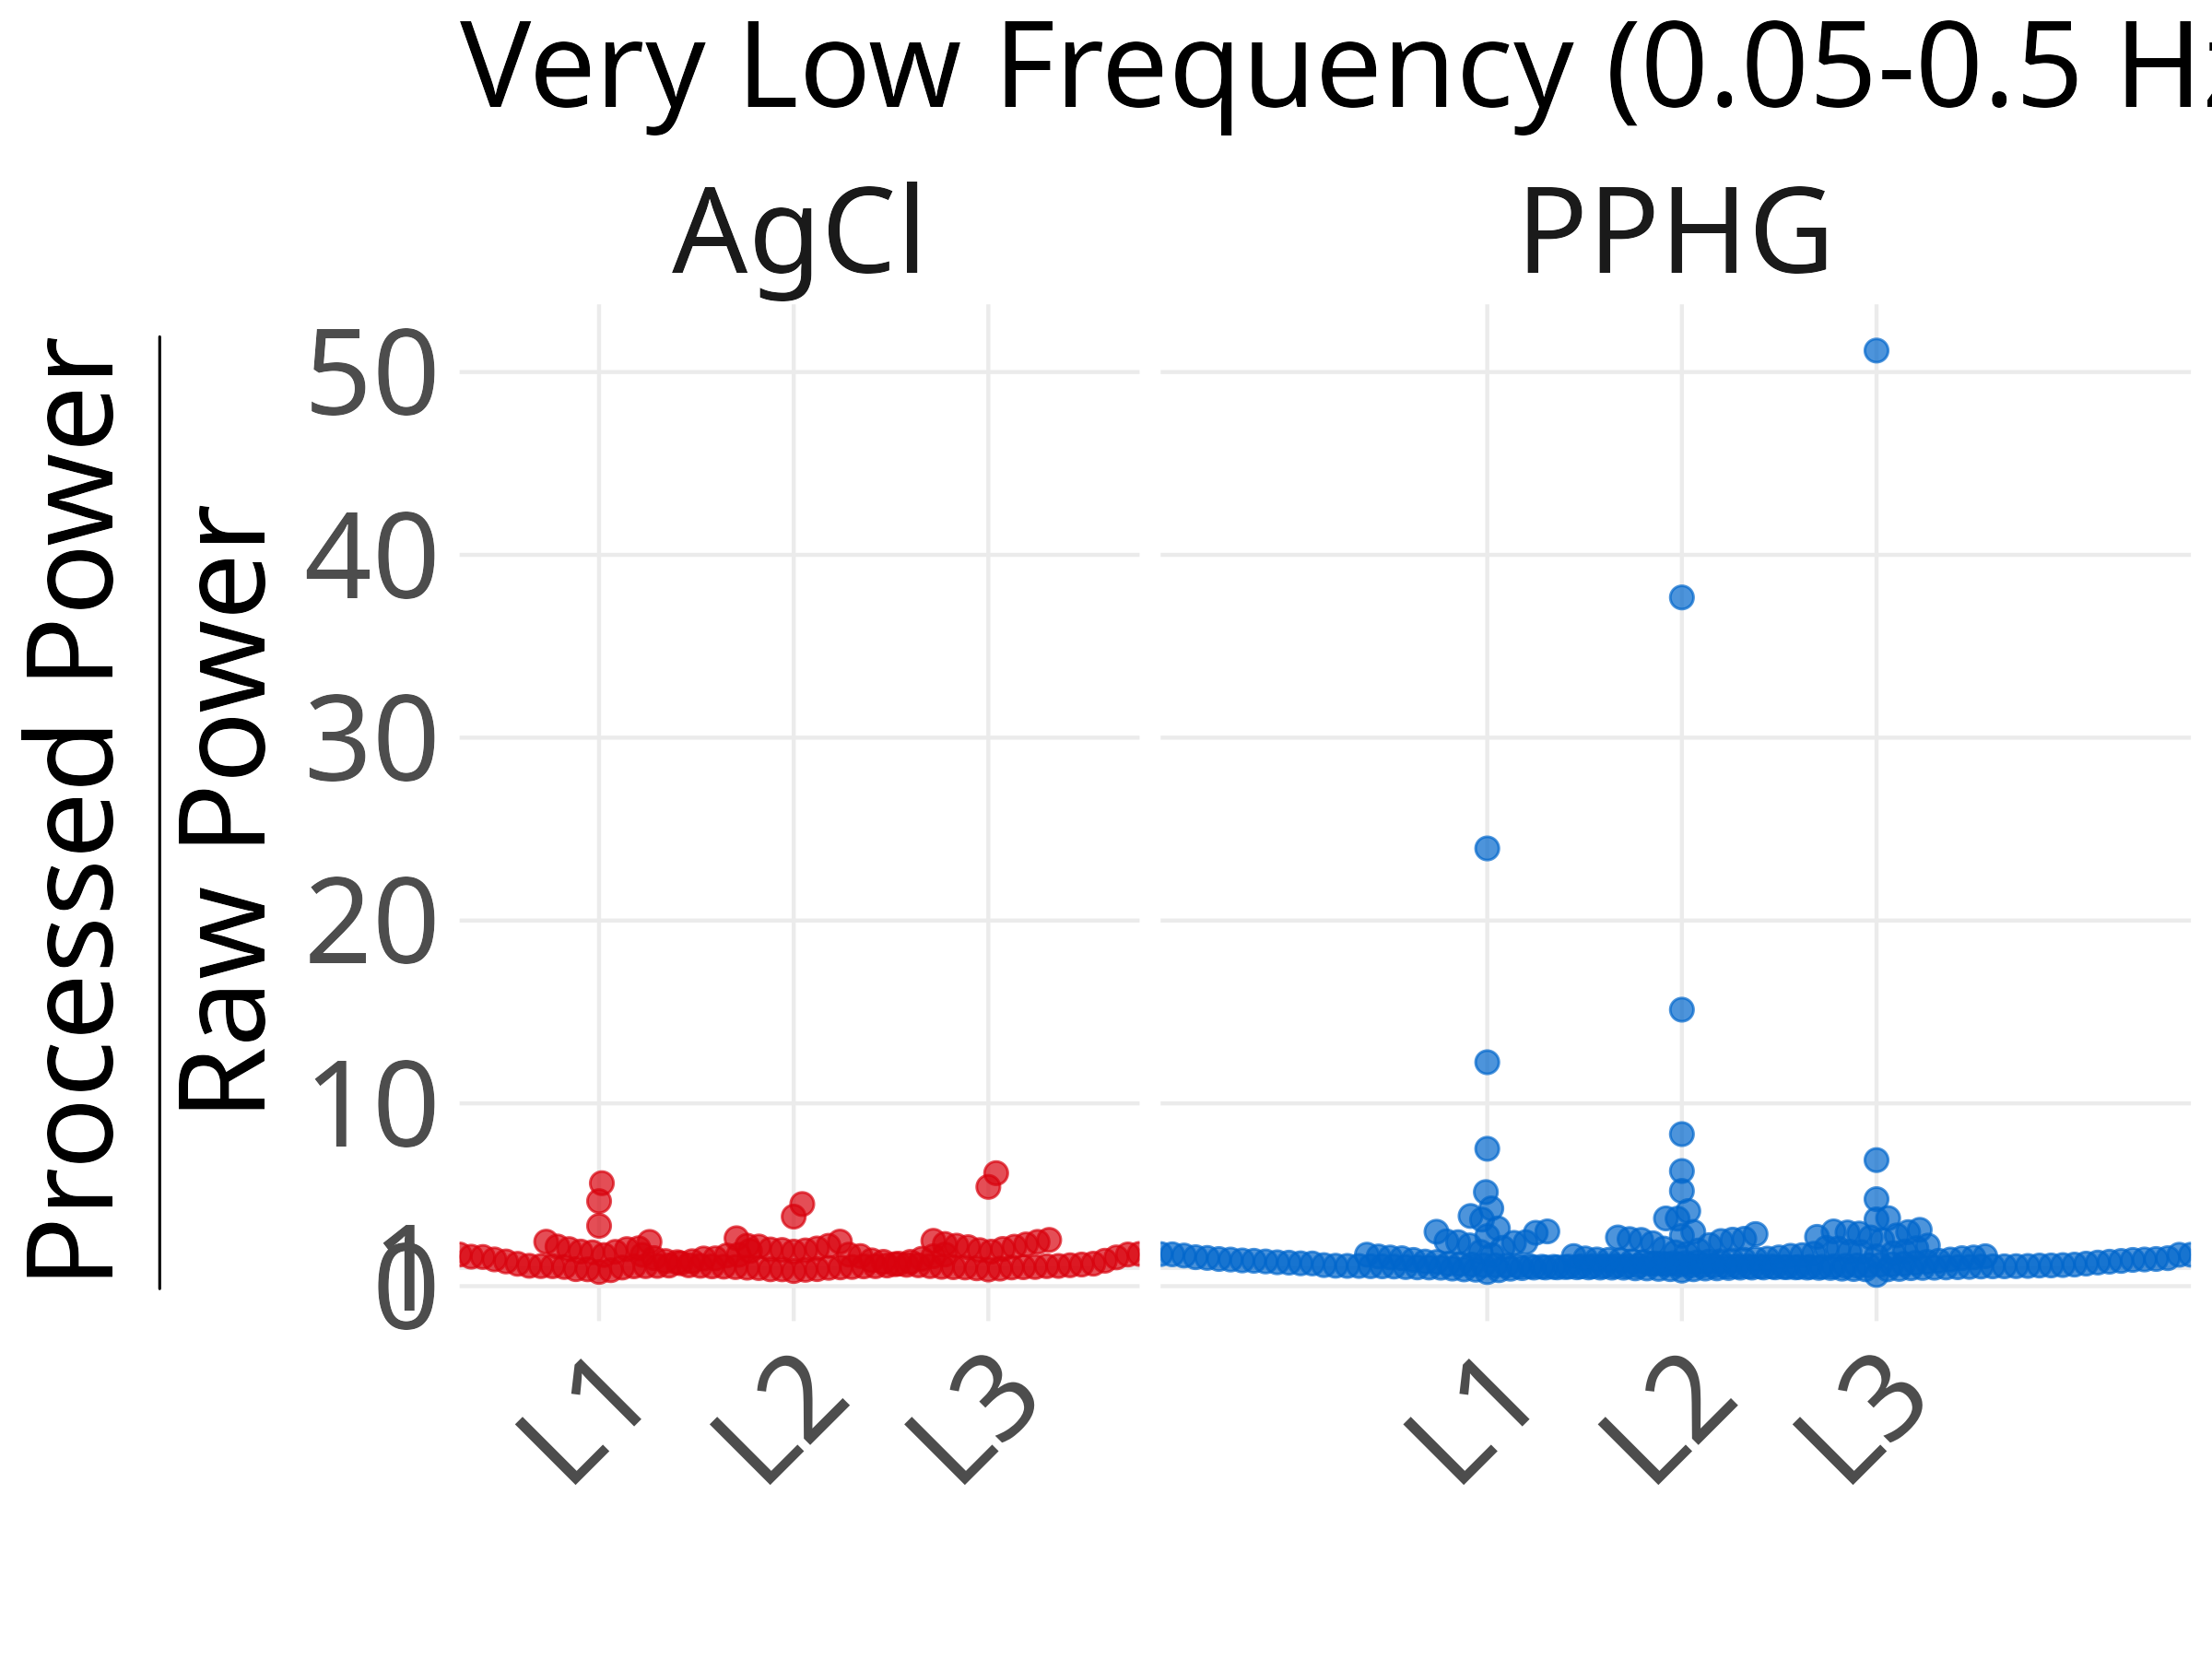 Very Low Frequency (0.05-0.5 Hz
AgCl
PPHG
Processed Power
Raw Power
50
40
30
20
10
1
0
L1
L2
L3
L1
L2
L3